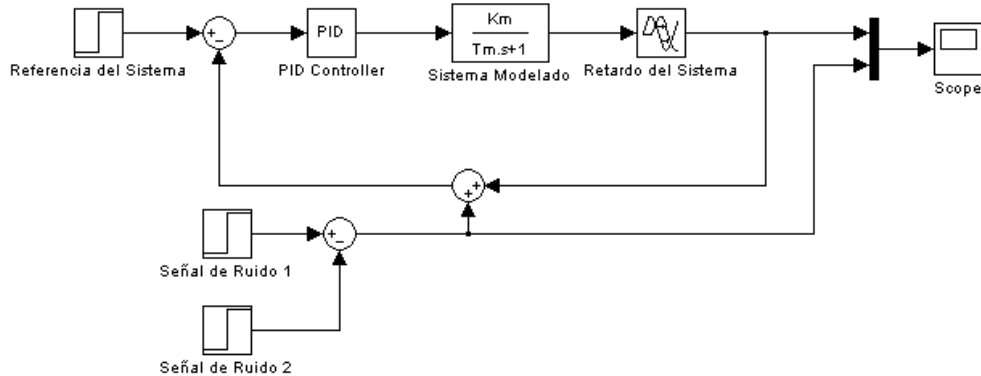 Referencia del Sistema
PID
PID Controller
Km
Tm.s+1
Sistema Modelado
Retardo del Sistema
Scope
Señal de Ruido 1
Señal de Ruido 2